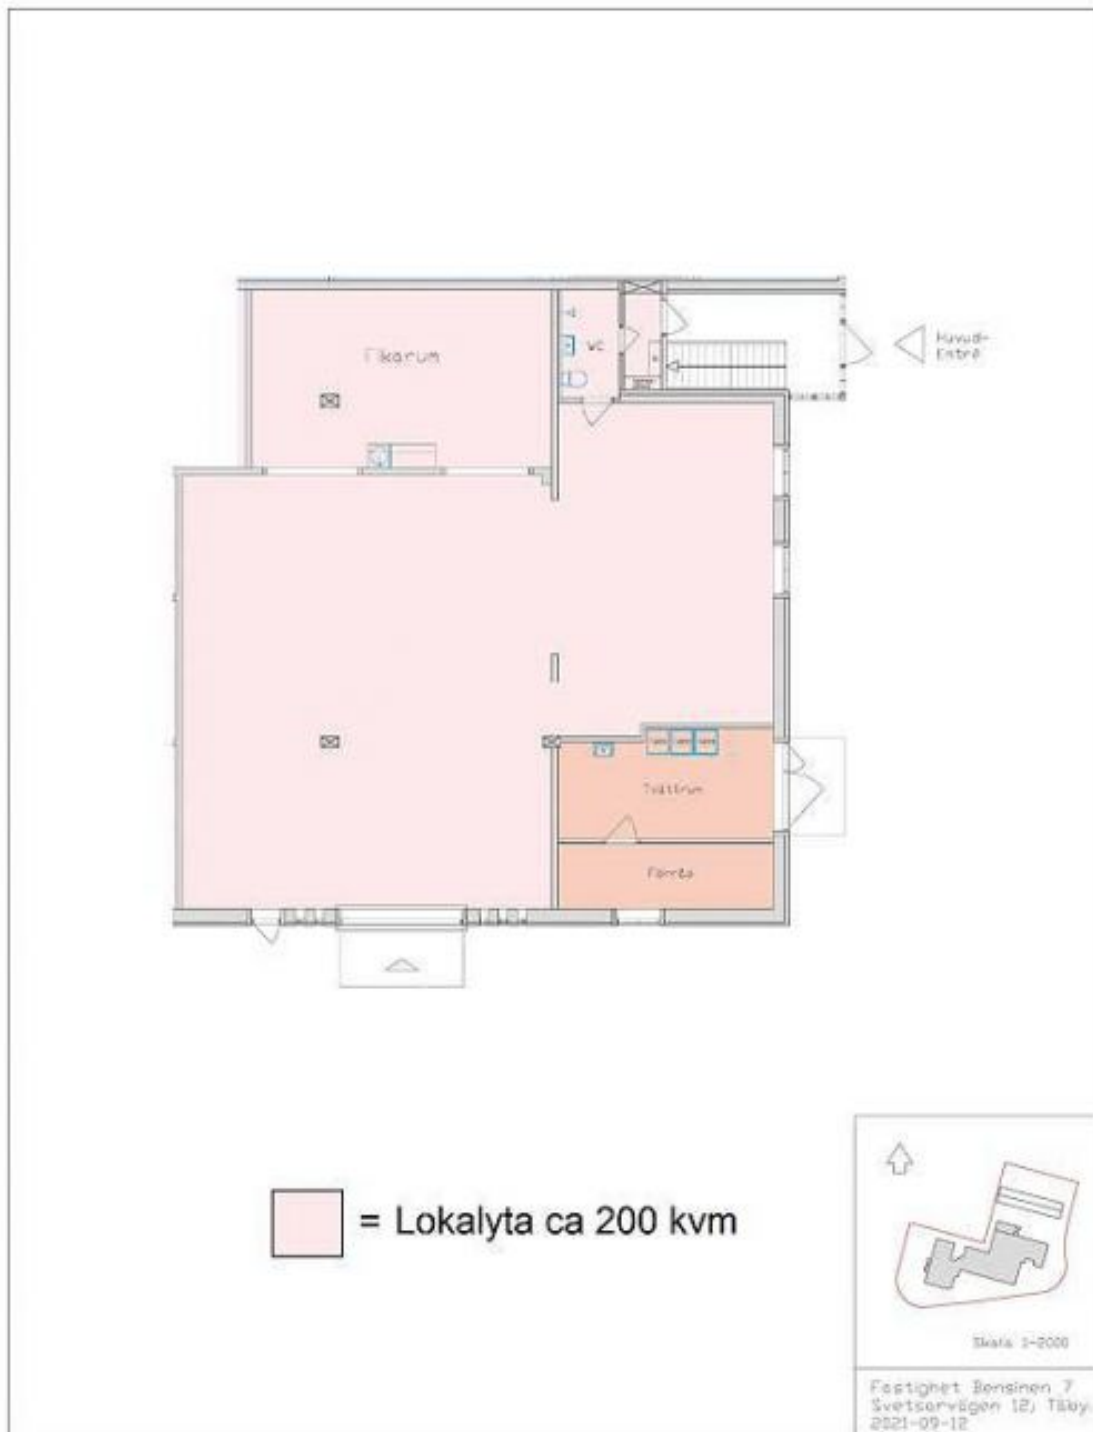 Fikarum
WC
Huvud-
Entré
Tvättrum
Förråd
= Lokalyta ca 200 kvm
Skala 1-2000
Fastighet Bensinen 7
Svetsarvägen 12, Täby.
2021-09-12